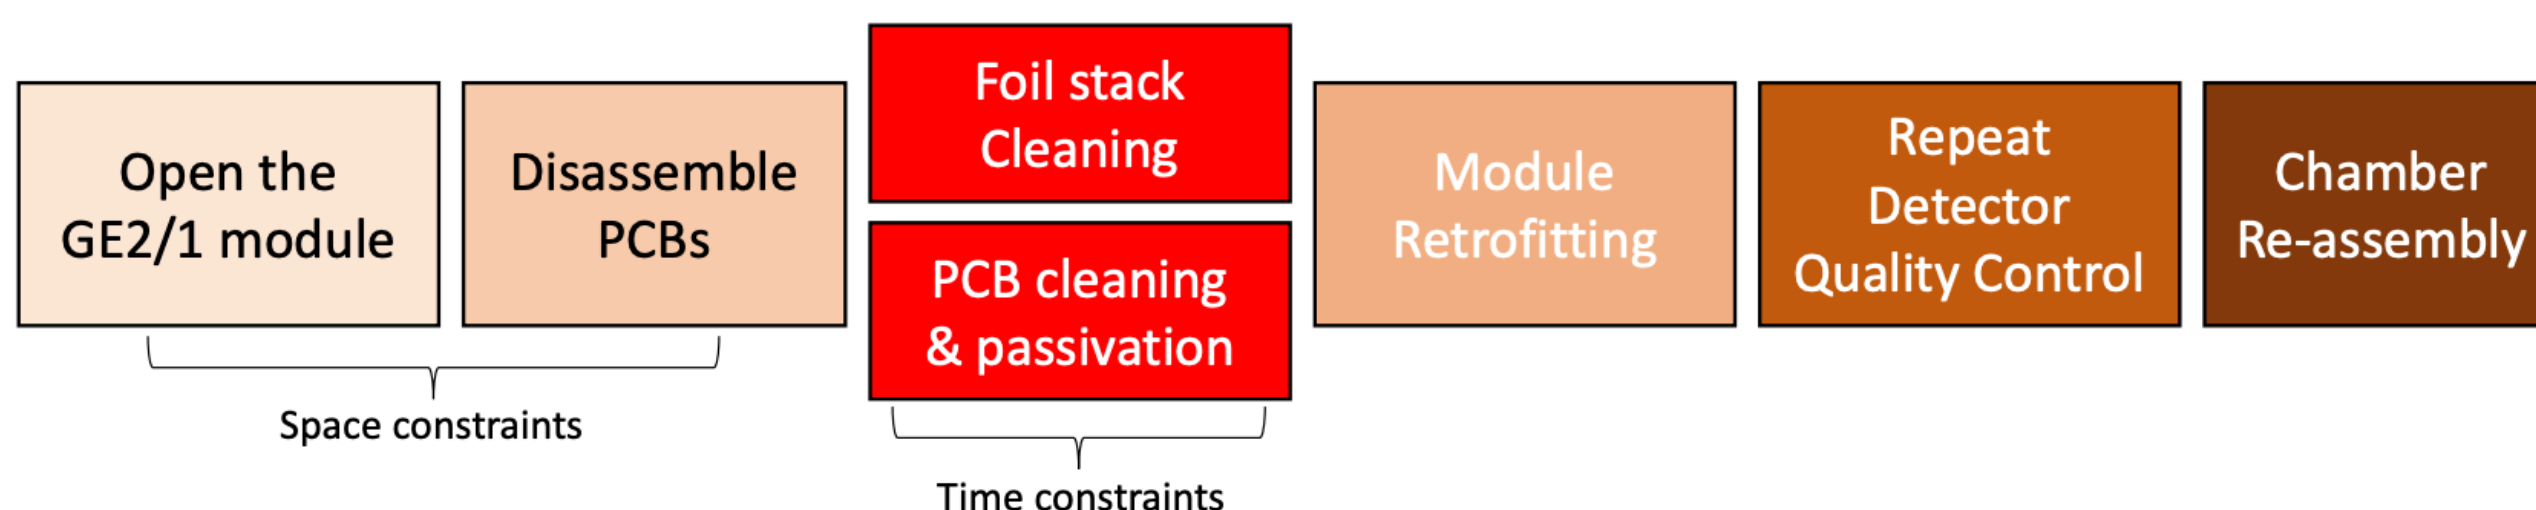 Open the
GE2/1 module
Disassemble
PCBs
Foil stack
Cleaning
PCB cleaning
& passivation
Module
Retrofitting
Repeat
Detector
Quality Control
Chamber
Re-assembly
Space constraints
Time constraints